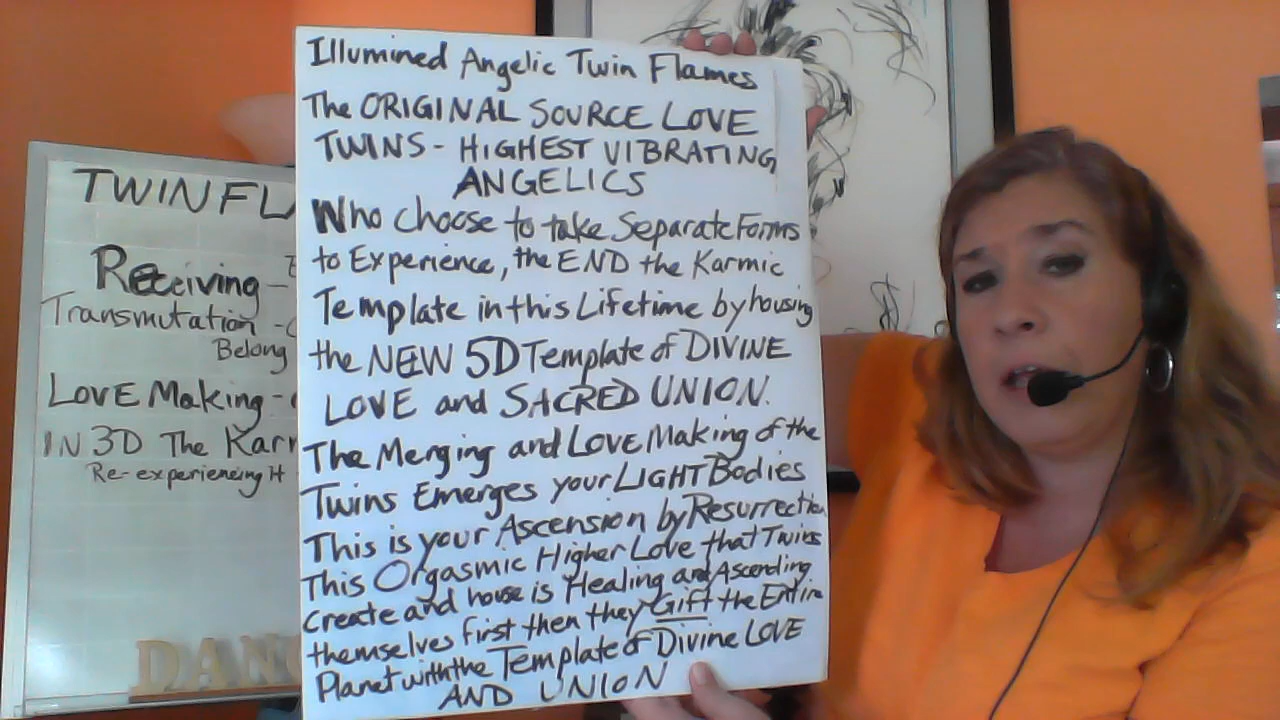 Illumined Angelic Twin Flames
The ORIGINAL SOURCE LOVE
TWINS - HIGHEST VIBRATING
ANGELICS
Who choose to take Separate Forms
to Experience, the END the Karmic
Template in this Lifetime by housing
the NEW 5D Template of DIVINE
LOVE and SACRED UNION.
The Merging and LOVE Making of the
Twins Emerges your LIGHT Bodies
This is your Ascension by Resurrection
This Orgasmic Higher Love that Twins
create and house is Healing and Ascending
themselves first then they Gift the Entire
Planet with the Template of Divine LOVE
AND UNION
TWIN FL
Receiving -
Transmutation -
Belong
LOVE Making -
IN 3D The Kar
Re-experiencing It
DANC